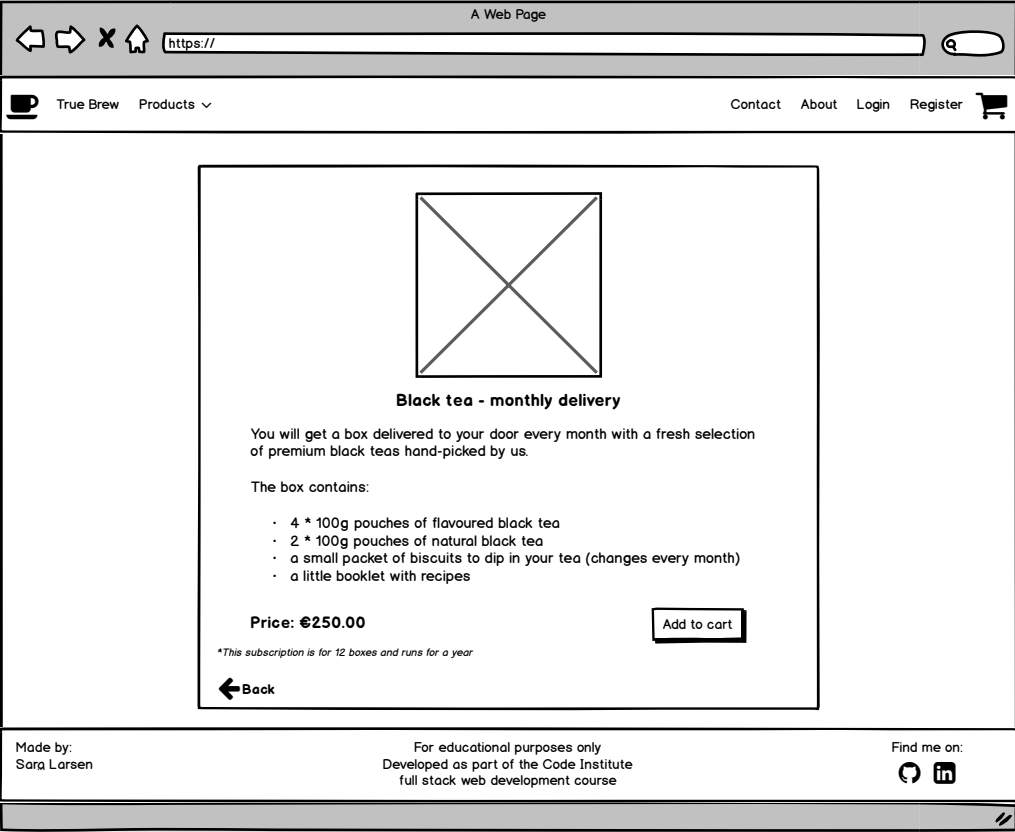 A Web Page
https://
True Brew Products Contact About Login Register
Black tea - monthly delivery
You will get a box delivered to your door every month with a fresh selection
of premium black teas hand-picked by us.
The box contains:
· 4 * 100g pouches of flavoured black tea
· 2 * 100g pouches of natural black tea
· a small packet of biscuits to dip in your tea (changes every month)
· a little booklet with recipes
Price: €250.00
Add to cart
*This subscription is for 12 boxes and runs for a year
Back
Made by:
Sara Larsen
For educational purposes only
Developed as part of the Code Institute
full stack web development course
Find me on:
in